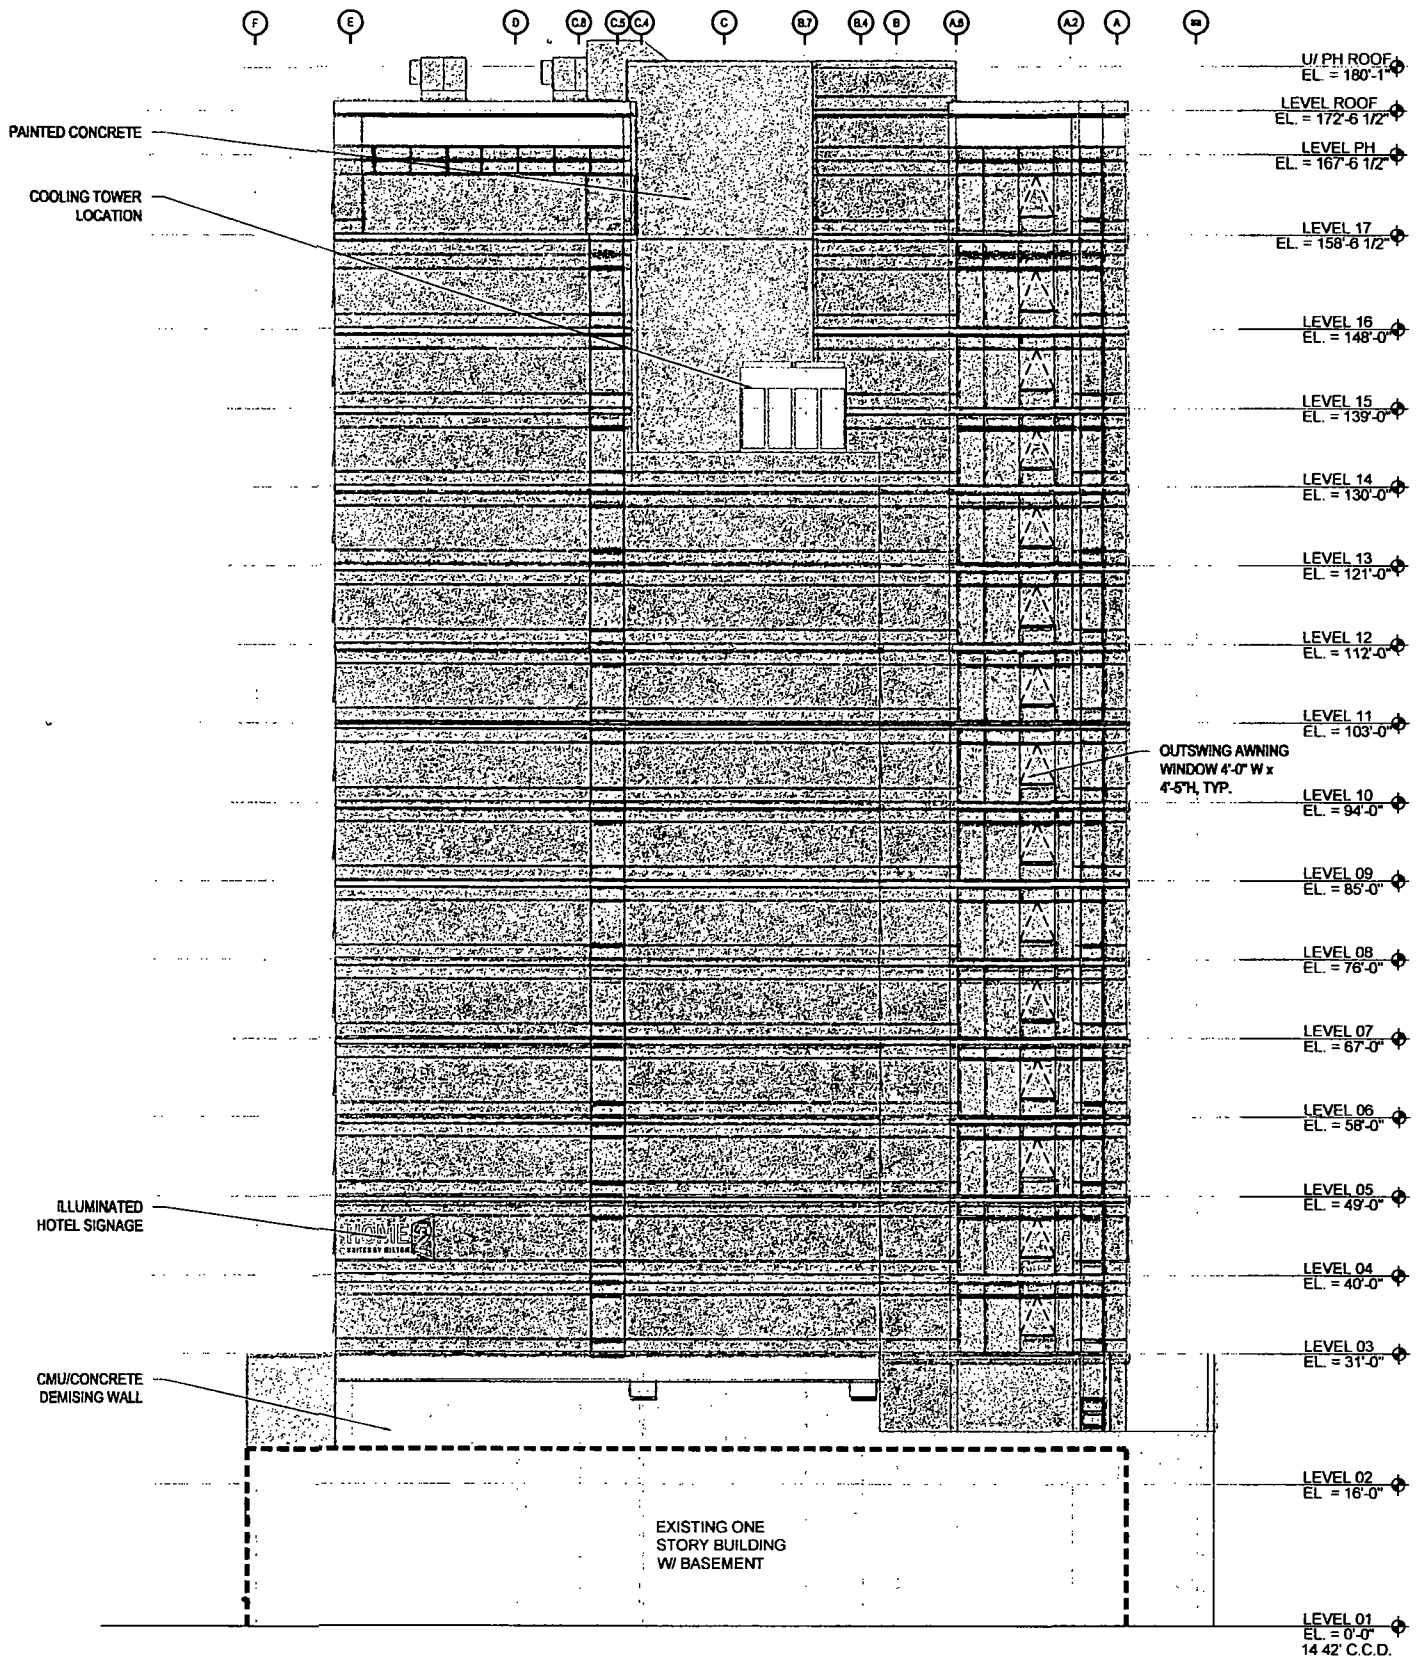 F E D C.8 C.5 C.4 C B.7 B.4 B A.9 A.2 A
U/ PH ROOF
EL. = 180'-1"
LEVEL ROOF
EL. = 172'-6 1/2"
PAINTED CONCRETE
LEVEL PH
EL. = 167'-6 1/2"
COOLING TOWER
LOCATION
LEVEL 17
EL. = 158'-6 1/2"
LEVEL 16
EL. = 148'-0"
LEVEL 15
EL. = 139'-0"
LEVEL 14
EL. = 130'-0"
LEVEL 13
EL. = 121'-0"
LEVEL 12
EL. = 112'-0"
LEVEL 11
EL. = 103'-0"
OUTSWING AWNING
WINDOW 4'-0" W x
4'-5"H, TYP.
LEVEL 10
EL. = 94'-0"
LEVEL 09
EL. = 85'-0"
LEVEL 08
EL. = 76'-0"
LEVEL 07
EL. = 67'-0"
LEVEL 06
EL. = 58'-0"
LEVEL 05
EL. = 49'-0"
ILLUMINATED
HOTEL SIGNAGE
HOME 2
SUITES BY HILTON
LEVEL 04
EL. = 40'-0"
LEVEL 03
EL. = 31'-0"
CMU/CONCRETE
DEMISING WALL
LEVEL 02
EL = 16'-0"
EXISTING ONE
STORY BUILDING
W/ BASEMENT
LEVEL 01
EL. = 0'-0"
14 42' C.C.D.